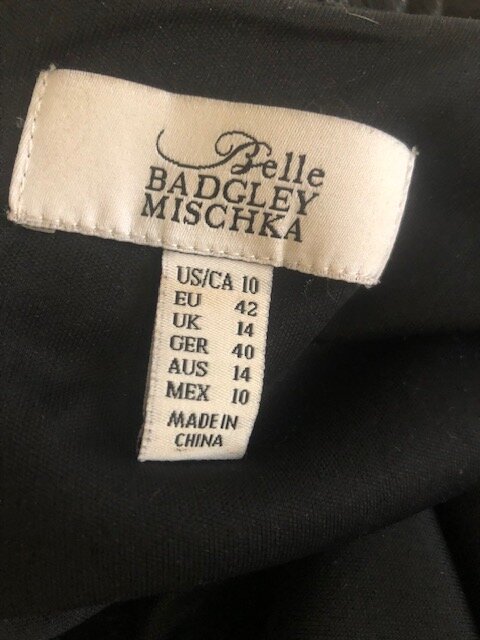 Belle
BADGLEY
MISCHKA
US/CA 10
EU 42
UK 14
GER 40
AUS 14
MEX 10
MADE IN
CHINA